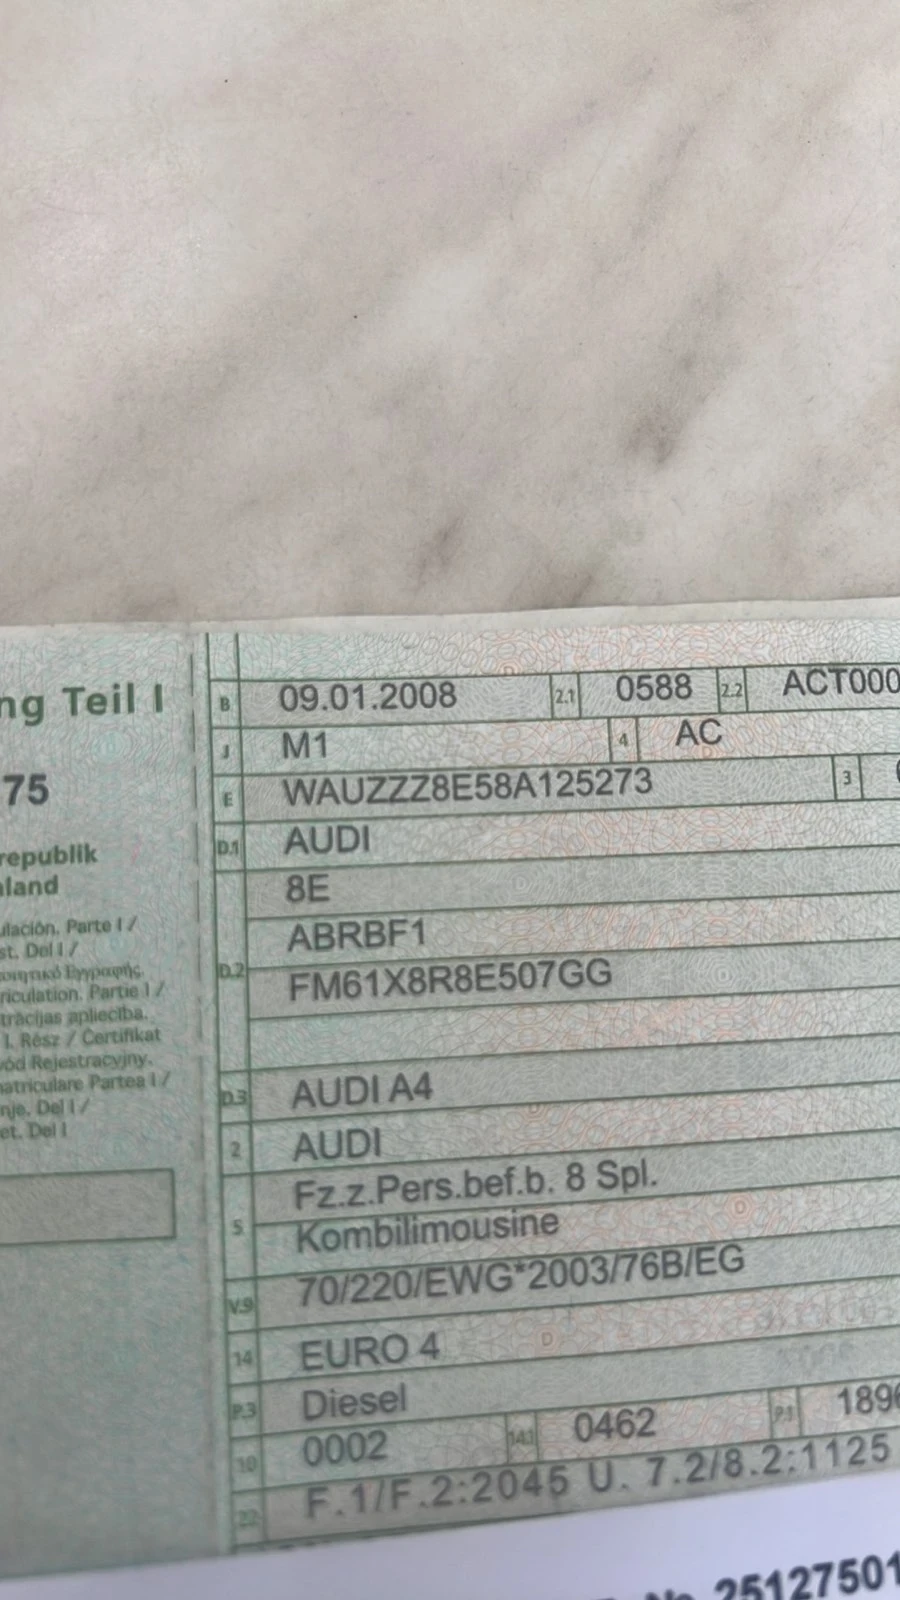 ng Teil I
75
republik
land
ulación. Parte I /
st. Del I /
Εγγραφής.
riculation. Partie I /
trācijas apliecība.
I. Rész / Certifikat
vód Rejestracyjny.
matriculare Partea I /
nje. Del I /
et. Del I
B 09.01.2008 2.1 0588 2.2 ACT000
J M1 4 AC
E WAUZZZ8E58A125273 3
D.1 AUDI
8E
ABRBF1
D.2 FM61X8R8E507GG
D.3 AUDI A4
2 AUDI
Fz.z.Pers.bef.b. 8 Spl.
5 Kombilimousine
V.9 70/220/EWG*2003/76B/EG
14 EURO 4
P.3 Diesel
10 0002 14.1 0462 P.1 1896
22 F.1/F.2:2045 U. 7.2/8.2:1125
25127501